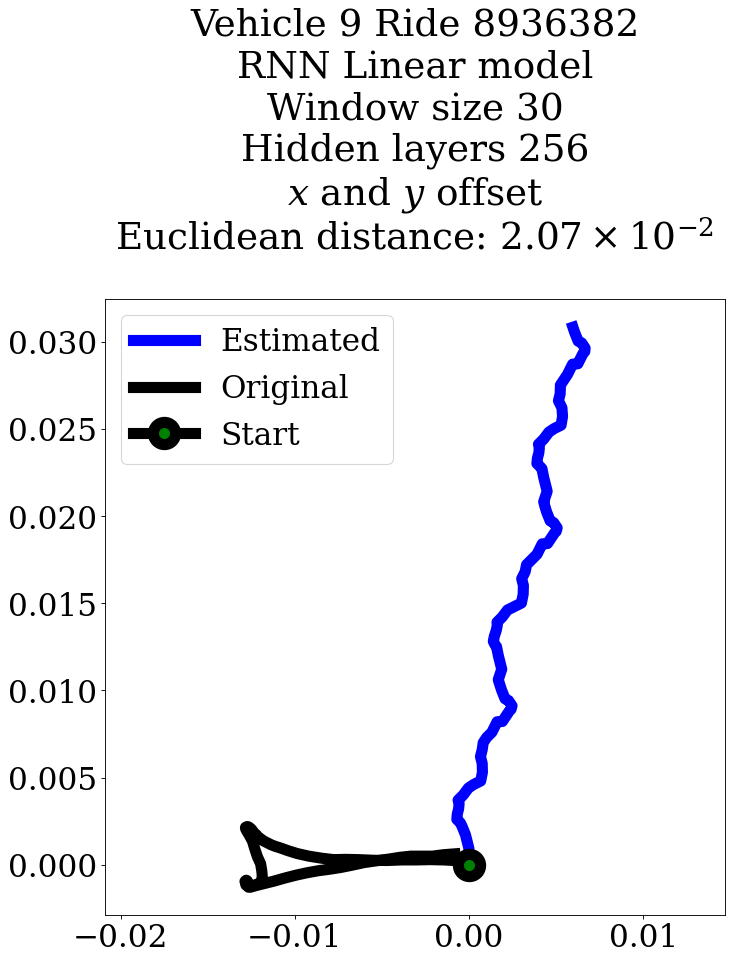 Vehicle 9 Ride 8936382
RNN Linear model
Window size 30
Hidden layers 256
x and y offset
Euclidean distance: 2.07 × 10⁻²
Estimated
Original
Start
0.030
0.025
0.020
0.015
0.010
0.005
0.000
−0.02 −0.01 0.00 0.01